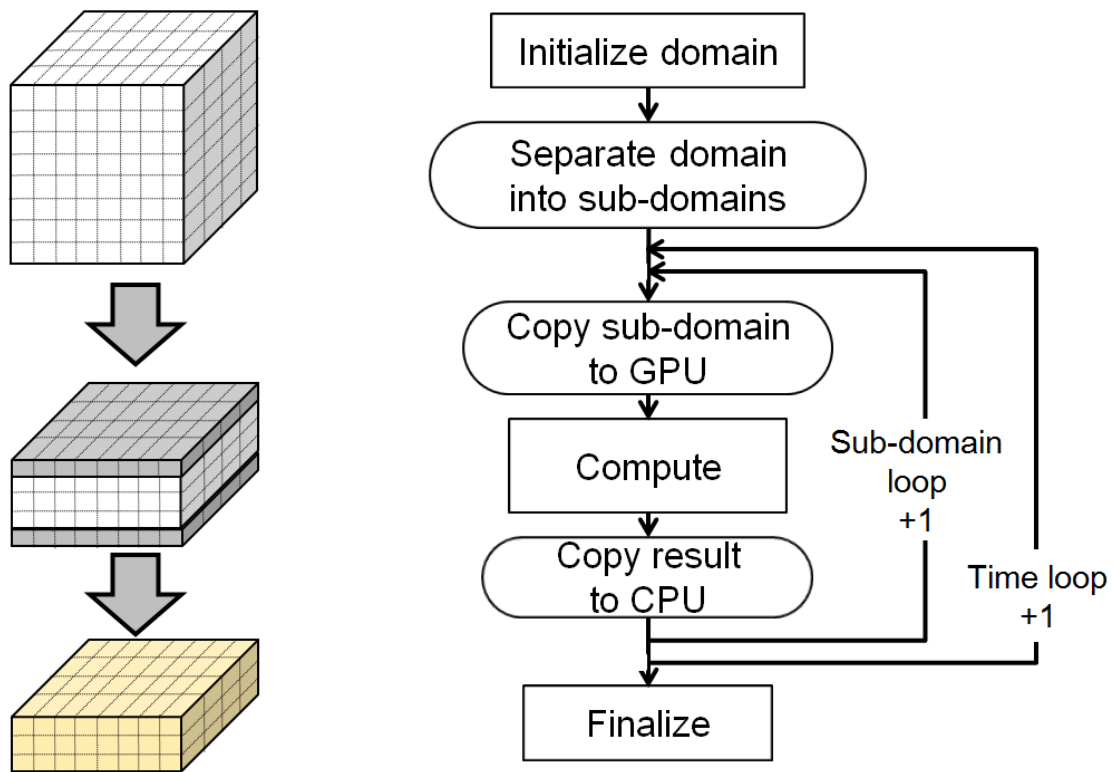 Initialize domain
Separate domain
into sub-domains
Copy sub-domain
to GPU
Compute
Sub-domain
loop
+1
Copy result
to CPU
Time loop
+1
Finalize